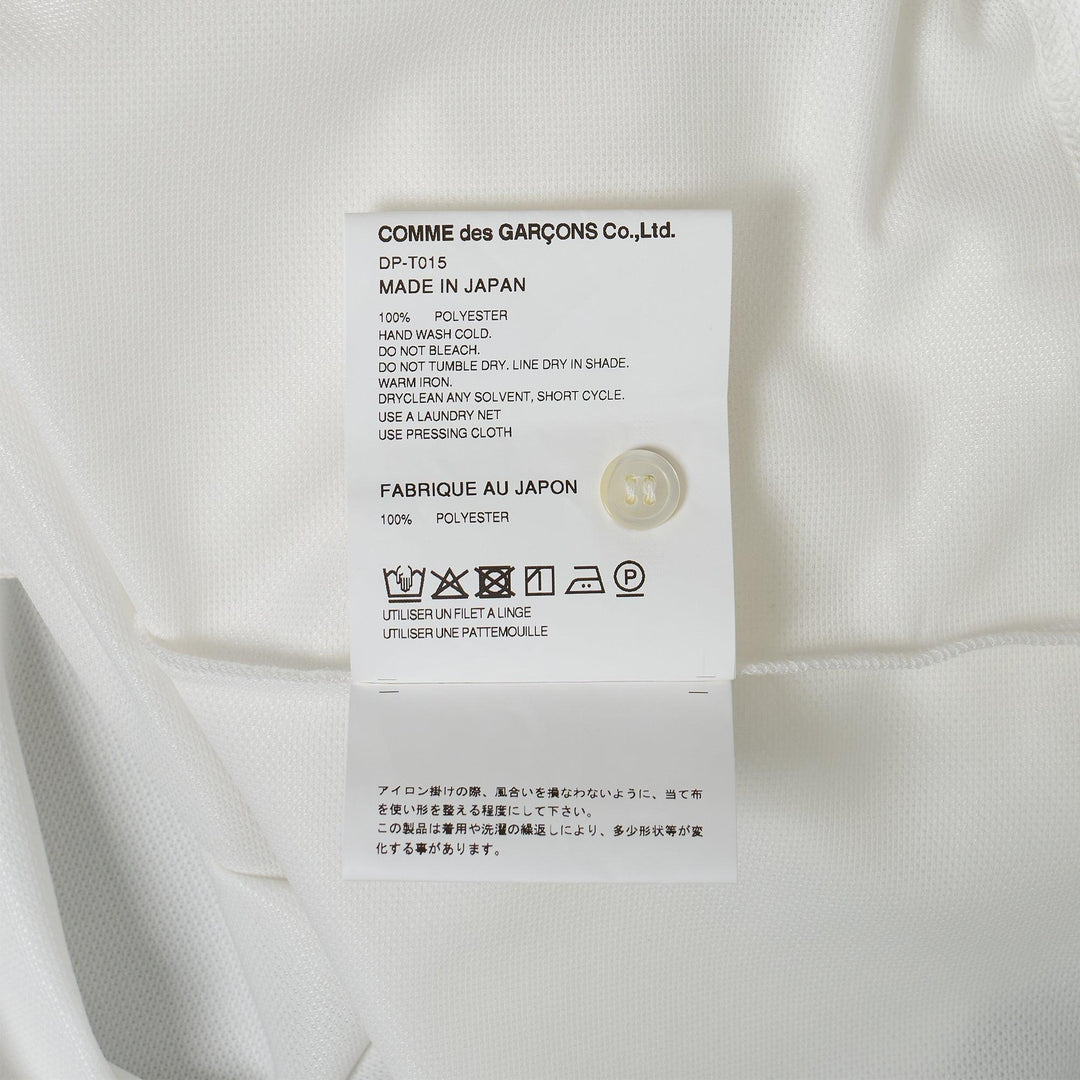 COMME des GARÇONS Co.,Ltd.
DP-T015
MADE IN JAPAN
100% POLYESTER
HAND WASH COLD.
DO NOT BLEACH.
DO NOT TUMBLE DRY. LINE DRY IN SHADE.
WARM IRON.
DRYCLEAN ANY SOLVENT, SHORT CYCLE.
USE A LAUNDRY NET
USE PRESSING CLOTH
FABRIQUE AU JAPON
100% POLYESTER
P
UTILISER UN FILET A LINGE
UTILISER UNE PATTEMOUILLE
アイロン掛けの際、風合いを損なわないように、当て布
を使い形を整える程度にして下さい。
この製品は着用や洗濯の繰返しにより、多少形状等が変
化する事があります。